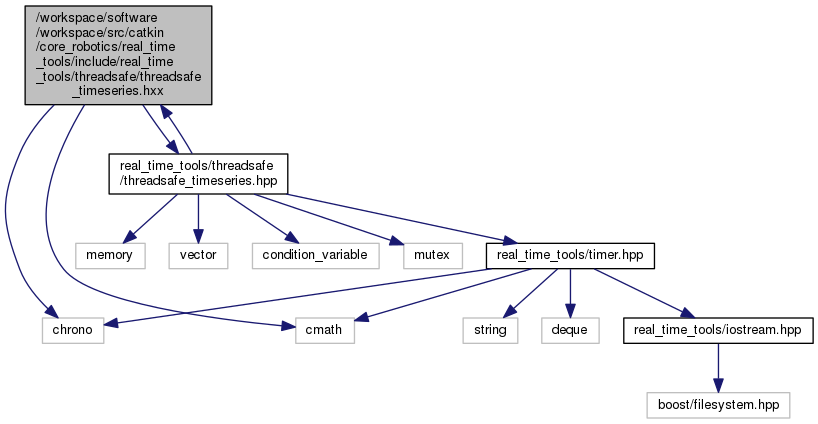 /workspace/software
/workspace/src/catkin
/core_robotics/real_time
_tools/include/real_time
_tools/threadsafe/threadsafe
_timeseries.hxx
real_time_tools/threadsafe
/threadsafe_timeseries.hpp
memory
vector
condition_variable
mutex
real_time_tools/timer.hpp
chrono
cmath
string
deque
real_time_tools/iostream.hpp
boost/filesystem.hpp